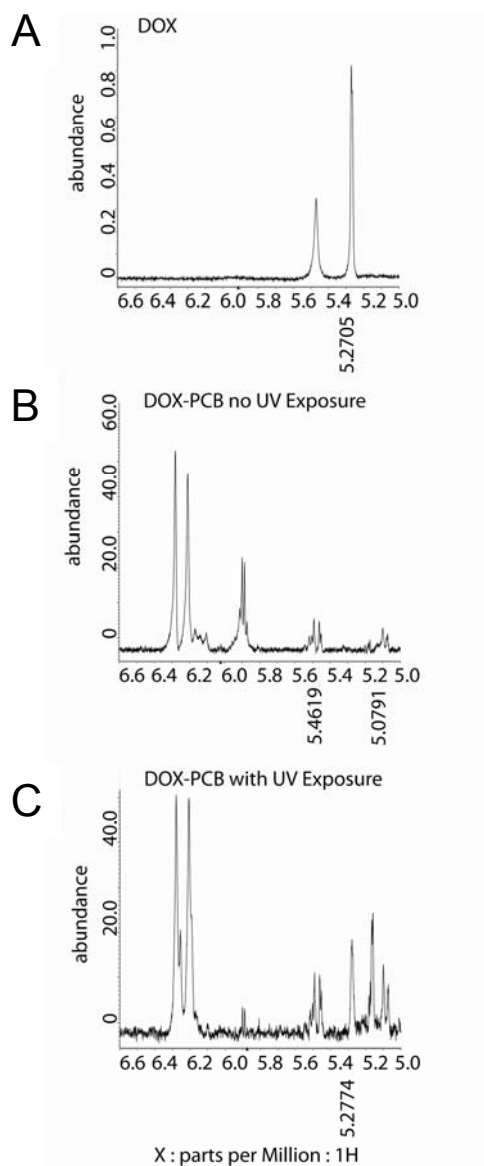 A
DOX
abundance
1.0
0.8
0.6
0.4
0.2
0
6.6 6.4 6.2 6.0 5.8 5.6 5.4 5.2 5.0
5.2705
B
DOX-PCB no UV Exposure
abundance
60.0
40.0
20.0
0
6.6 6.4 6.2 6.0 5.8 5.6 5.4 5.2 5.0
5.4619
5.0791
C
DOX-PCB with UV Exposure
abundance
40.0
20.0
0
6.6 6.4 6.2 6.0 5.8 5.6 5.4 5.2 5.0
5.2774
X : parts per Million : 1H